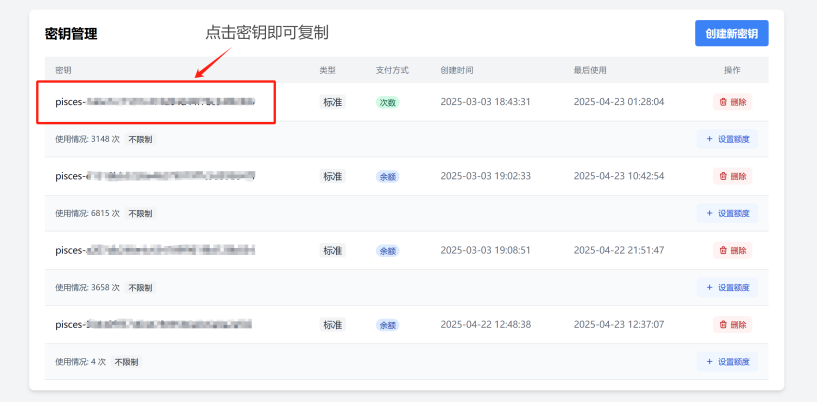 密钥管理 点击密钥即可复制 创建新密钥
密钥 类型 支付方式 创建时间 最后使用 操作
pisces- 标准 次数 2025-03-03 18:43:31 2025-04-23 01:28:04 删除
使用情况: 3148 次 不限制 + 设置额度
pisces- 标准 余额 2025-03-03 19:02:33 2025-04-23 10:42:54 删除
使用情况: 6815 次 不限制 + 设置额度
pisces- 标准 余额 2025-03-03 19:08:51 2025-04-22 21:51:47 删除
使用情况: 3658 次 不限制 + 设置额度
pisces- 标准 余额 2025-04-22 12:48:38 2025-04-23 12:37:07 删除
使用情况: 4 次 不限制 + 设置额度